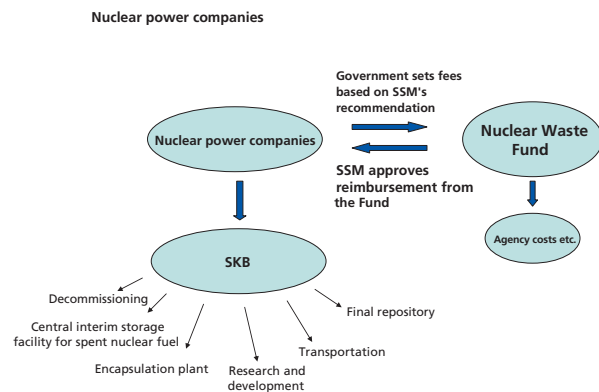 Nuclear power companies
Government sets fees
based on SSM's
recommendation
Nuclear power companies
Nuclear Waste
Fund
SSM approves
reimbursement from
the Fund
Agency costs etc.
SKB
Decommissioning
Final repository
Central interim storage
facility for spent nuclear fuel
Transportation
Encapsulation plant
Research and
development